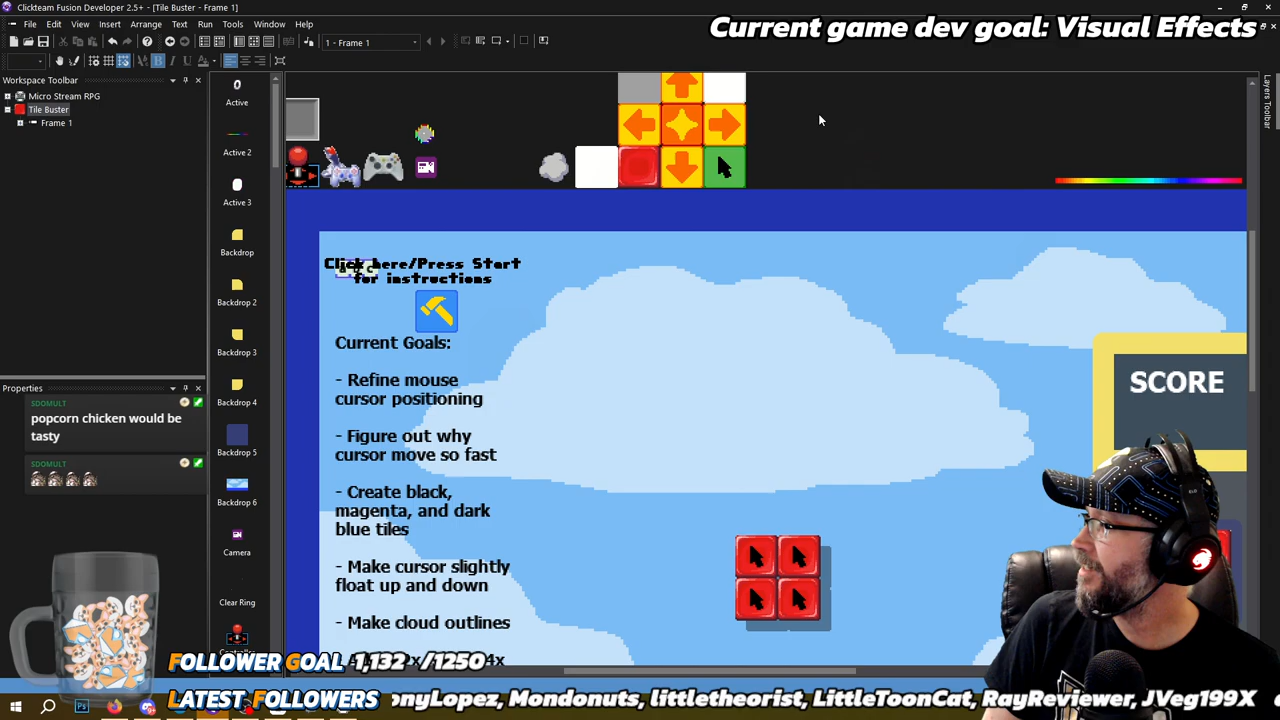 Clickteam Fusion Developer 2.5+ - [Tile Buster - Frame 1]
Current game dev goal: Visual Effects
File Edit View Insert Arrange Text Run Tools Window Help
1 - Frame 1
Workspace Toolbar
Micro Stream RPG
Tile Buster
Frame 1
Properties
SDOMULT
popcorn chicken would be
tasty
SDOMULT
Active
Active 2
Active 3
Backdrop
Backdrop 2
Backdrop 3
Backdrop 4
Backdrop 5
Backdrop 6
Camera
Clear Ring
Layers Toolbar
Click here/Press Start
for instructions
Current Goals:
- Refine mouse
cursor positioning
- Figure out why
cursor move so fast
- Create black,
magenta, and dark
blue tiles
- Make cursor slightly
float up and down
- Make cloud outlines
SCORE
Follower Goal 1,132 /1250
Latest Followers onyLopez, Mondonuts, littletheorist, LittleToonCat, RayReviewer, JVeg199X